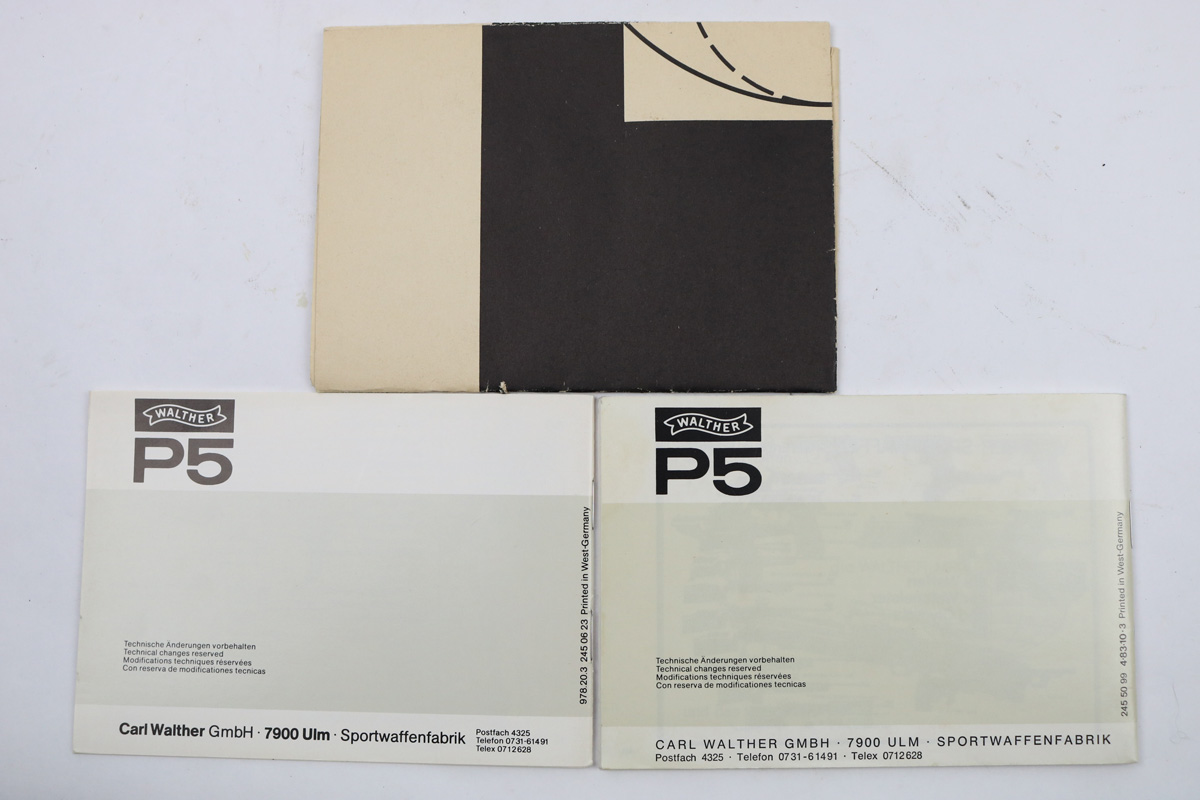 WALTHER
P5
Technische Änderungen vorbehalten
Technical changes reserved
Modifications techniques réservées
Con reserva de modificationes tecnicas
Carl Walther GmbH · 7900 Ulm · Sportwaffenfabrik
Postfach 4325
Telefon 0731-61491
Telex 0712628
978.20.3 245 06 23 Printed in West-Germany
WALTHER
P5
Technische Änderungen vorbehalten
Technical changes reserved
Modifications techniques réservées
Con reserva de modificationes tecnicas
CARL WALTHER GMBH · 7900 ULM · SPORTWAFFENFABRIK
Postfach 4325 · Telefon 0731-61491 · Telex 0712628
245 50 99 4·83·10·3 Printed in West-Germany